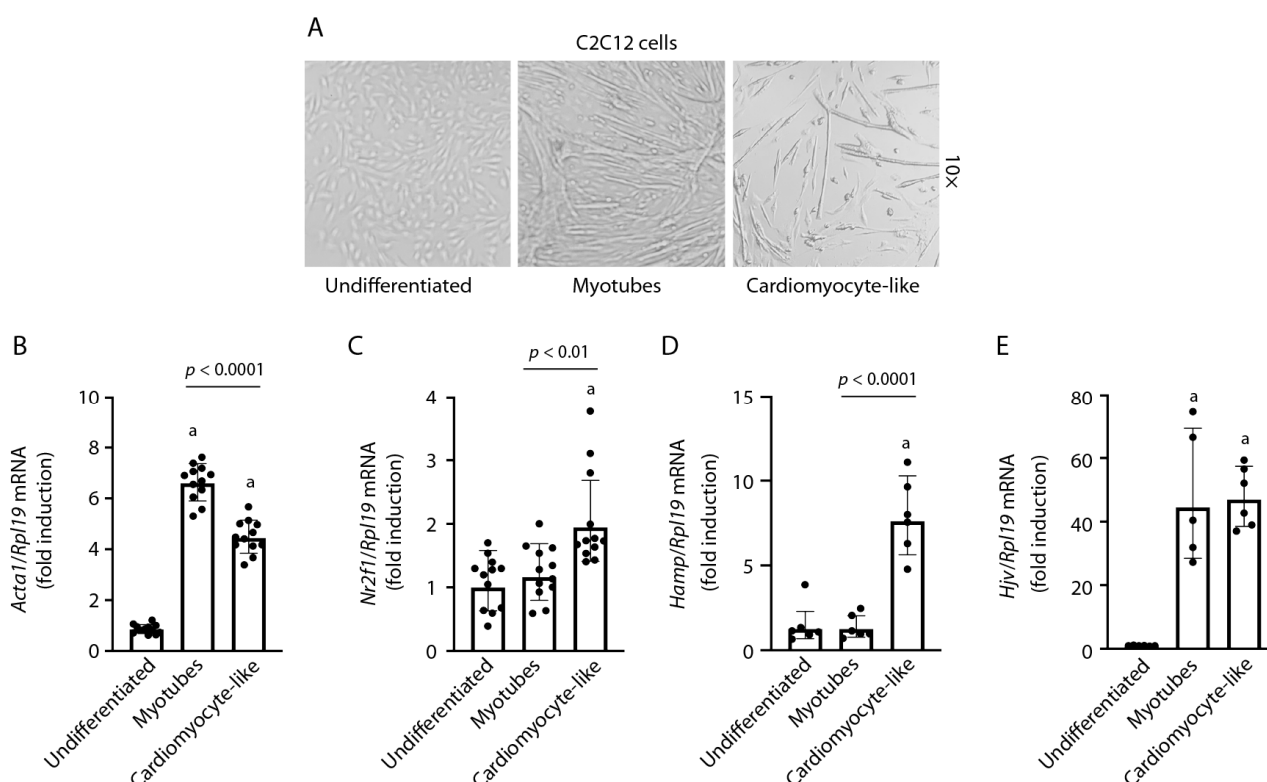 A
C2C12 cells
10×
Undifferentiated
Myotubes
Cardiomyocyte-like
B
p < 0.0001
Acta1/Rpl19 mRNA
(fold induction)
10
8
6
4
2
0
a
a
Undifferentiated
Myotubes
Cardiomyocyte-like
C
p < 0.01
Nr2f1/Rpl19 mRNA
(fold induction)
4
3
2
1
0
a
Undifferentiated
Myotubes
Cardiomyocyte-like
D
p < 0.0001
Hamp/Rpl19 mRNA
(fold induction)
15
10
5
0
a
Undifferentiated
Myotubes
Cardiomyocyte-like
E
Hjv/Rpl19 mRNA
(fold induction)
80
60
40
20
0
a
a
Undifferentiated
Myotubes
Cardiomyocyte-like